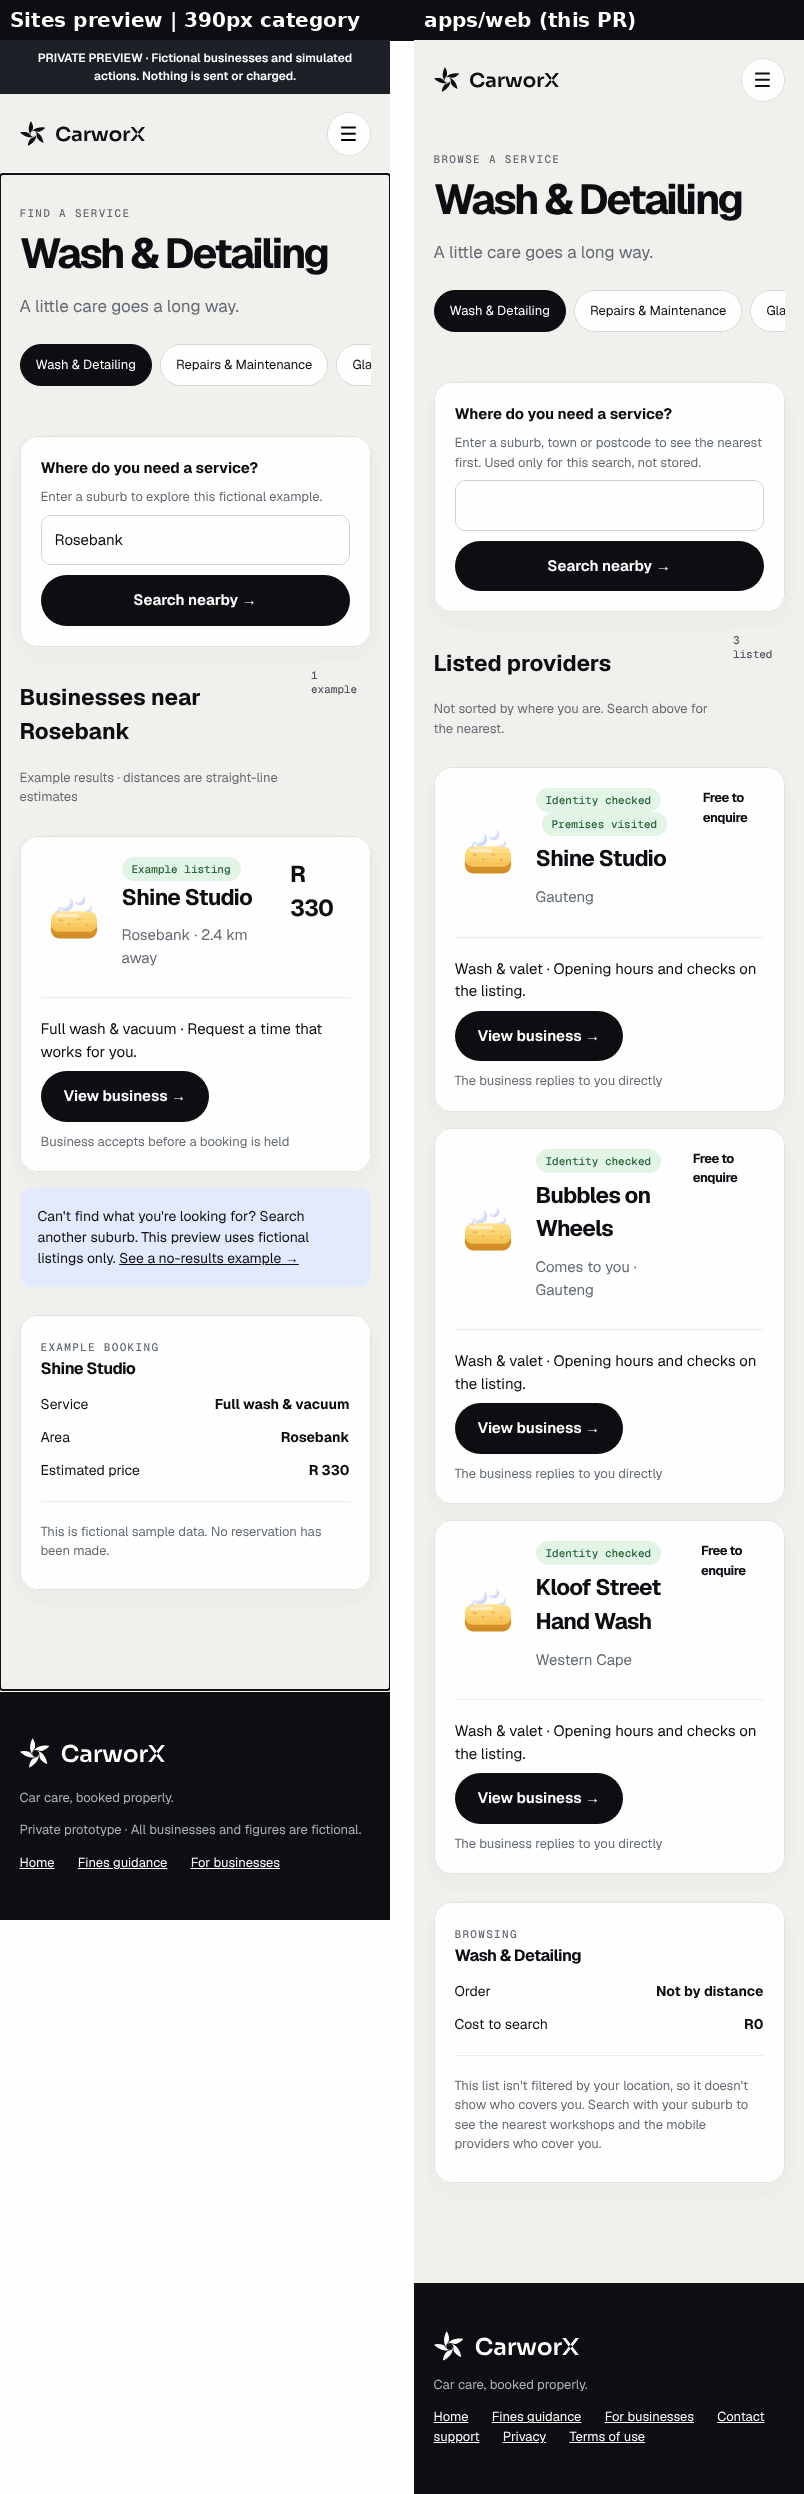 Sites preview | 390px category
PRIVATE PREVIEW · Fictional businesses and simulated
actions. Nothing is sent or charged.
CarworX
FIND A SERVICE
Wash & Detailing
A little care goes a long way.
Wash & Detailing
Repairs & Maintenance
Gla
Where do you need a service?
Enter a suburb to explore this fictional example.
Rosebank
Search nearby →
Businesses near
Rosebank
1
example
Example results · distances are straight-line
estimates
Example listing
Shine Studio
Rosebank · 2.4 km
away
R
330
Full wash & vacuum · Request a time that
works for you.
View business →
Business accepts before a booking is held
Can't find what you're looking for? Search
another suburb. This preview uses fictional
listings only. See a no-results example →
EXAMPLE BOOKING
Shine Studio
Service Full wash & vacuum
Area Rosebank
Estimated price R 330
This is fictional sample data. No reservation has
been made.
CarworX
Car care, booked properly.
Private prototype · All businesses and figures are fictional.
Home Fines guidance For businesses
apps/web (this PR)
CarworX
BROWSE A SERVICE
Wash & Detailing
A little care goes a long way.
Wash & Detailing
Repairs & Maintenance
Gla
Where do you need a service?
Enter a suburb, town or postcode to see the nearest
first. Used only for this search, not stored.
Search nearby →
Listed providers
3
listed
Not sorted by where you are. Search above for
the nearest.
Identity checked
Premises visited
Shine Studio
Gauteng
Free to
enquire
Wash & valet · Opening hours and checks on
the listing.
View business →
The business replies to you directly
Identity checked
Bubbles on
Wheels
Comes to you ·
Gauteng
Free to
enquire
Wash & valet · Opening hours and checks on
the listing.
View business →
The business replies to you directly
Identity checked
Kloof Street
Hand Wash
Western Cape
Free to
enquire
Wash & valet · Opening hours and checks on
the listing.
View business →
The business replies to you directly
BROWSING
Wash & Detailing
Order Not by distance
Cost to search R0
This list isn't filtered by your location, so it doesn't
show who covers you. Search with your suburb to
see the nearest workshops and the mobile
providers who cover you.
CarworX
Car care, booked properly.
Home Fines guidance For businesses Contact
support Privacy Terms of use